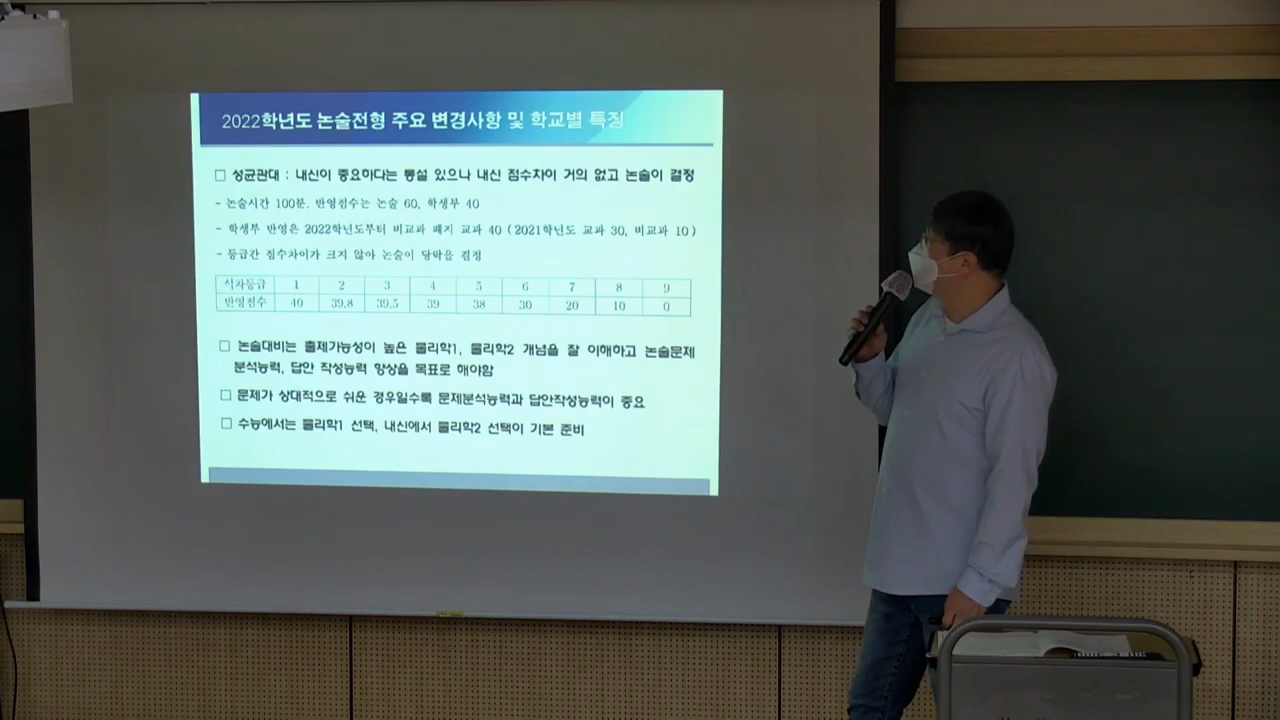 2022학년도 논술전형 주요 변경사항 및 학교별 특징
□ 성균관대 : 내신이 중요하다는 통설 있으나 내신 점수차이 거의 없고 논술이 결정
- 논술시간 100분. 반영점수는 논술 60, 학생부 40
- 학생부 반영은 2022학년도부터 비교과 폐지 교과 40 (2021학년도 교과 30, 비교과 10)
- 등급간 점수차이가 크지 않아 논술이 당락을 결정
석차등급 1 2 3 4 5 6 7 8 9
반영점수 40 39.8 39.5 39 38 30 20 10 0
□ 논술대비는 출제가능성이 높은 물리학1, 물리학2 개념을 잘 이해하고 논술문제
분석능력, 답안 작성능력 향상을 목표로 해야함
□ 문제가 상대적으로 쉬운 경우일수록 문제분석능력과 답안작성능력이 중요
□ 수능에서는 물리학1 선택, 내신에서 물리학2 선택이 기본 준비